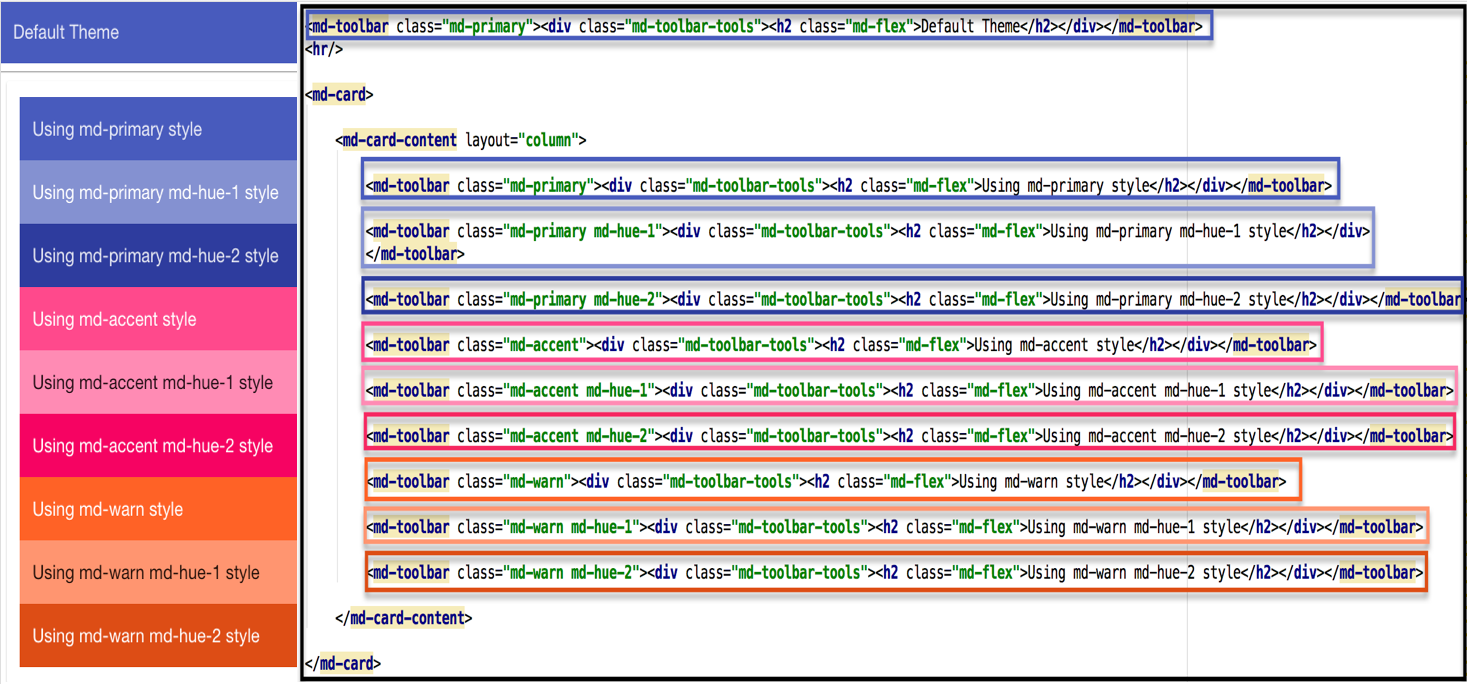 Default Theme
Using md-primary style
Using md-primary md-hue-1 style
Using md-primary md-hue-2 style
Using md-accent style
Using md-accent md-hue-1 style
Using md-accent md-hue-2 style
Using md-warn style
Using md-warn md-hue-1 style
Using md-warn md-hue-2 style
<md-toolbar class="md-primary"><div class="md-toolbar-tools"><h2 class="md-flex">Default Theme</h2></div></md-toolbar>
<hr/>
<md-card>
<md-card-content layout="column">
<md-toolbar class="md-primary"><div class="md-toolbar-tools"><h2 class="md-flex">Using md-primary style</h2></div></md-toolbar>
<md-toolbar class="md-primary md-hue-1"><div class="md-toolbar-tools"><h2 class="md-flex">Using md-primary md-hue-1 style</h2></div>
</md-toolbar>
<md-toolbar class="md-primary md-hue-2"><div class="md-toolbar-tools"><h2 class="md-flex">Using md-primary md-hue-2 style</h2></div></md-toolbar
<md-toolbar class="md-accent"><div class="md-toolbar-tools"><h2 class="md-flex">Using md-accent style</h2></div></md-toolbar>
<md-toolbar class="md-accent md-hue-1"><div class="md-toolbar-tools"><h2 class="md-flex">Using md-accent md-hue-1 style</h2></div></md-toolbar>
<md-toolbar class="md-accent md-hue-2"><div class="md-toolbar-tools"><h2 class="md-flex">Using md-accent md-hue-2 style</h2></div></md-toolbar>
<md-toolbar class="md-warn"><div class="md-toolbar-tools"><h2 class="md-flex">Using md-warn style</h2></div></md-toolbar>
<md-toolbar class="md-warn md-hue-1"><div class="md-toolbar-tools"><h2 class="md-flex">Using md-warn md-hue-1 style</h2></div></md-toolbar>
<md-toolbar class="md-warn md-hue-2"><div class="md-toolbar-tools"><h2 class="md-flex">Using md-warn md-hue-2 style</h2></div></md-toolbar>
</md-card-content>
</md-card>